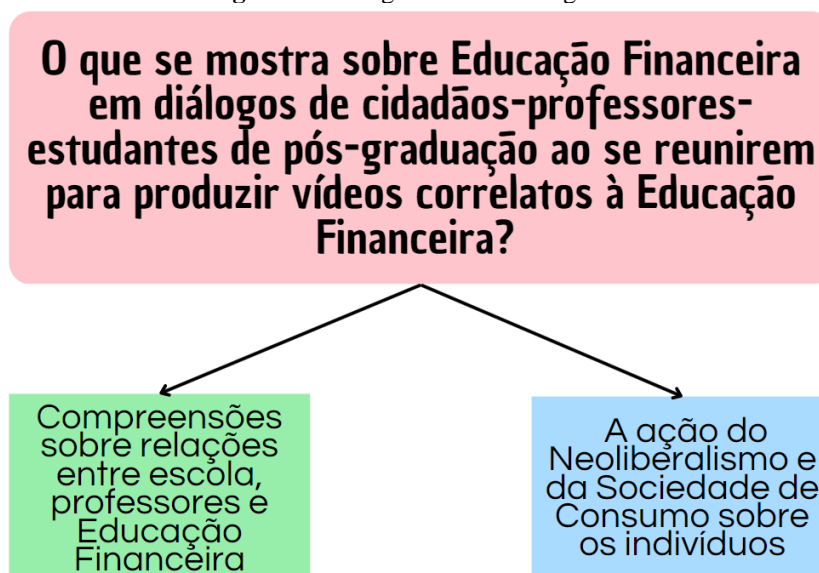 O que se mostra sobre Educação Financeira
em diálogos de cidadãos-professores-
estudantes de pós-graduação ao se reunirem
para produzir vídeos correlatos à Educação
Financeira?
Compreensões
sobre relações
entre escola,
professores e
Educação
Financeira
A ação do
Neoliberalismo e
da Sociedade de
Consumo sobre
os indivíduos